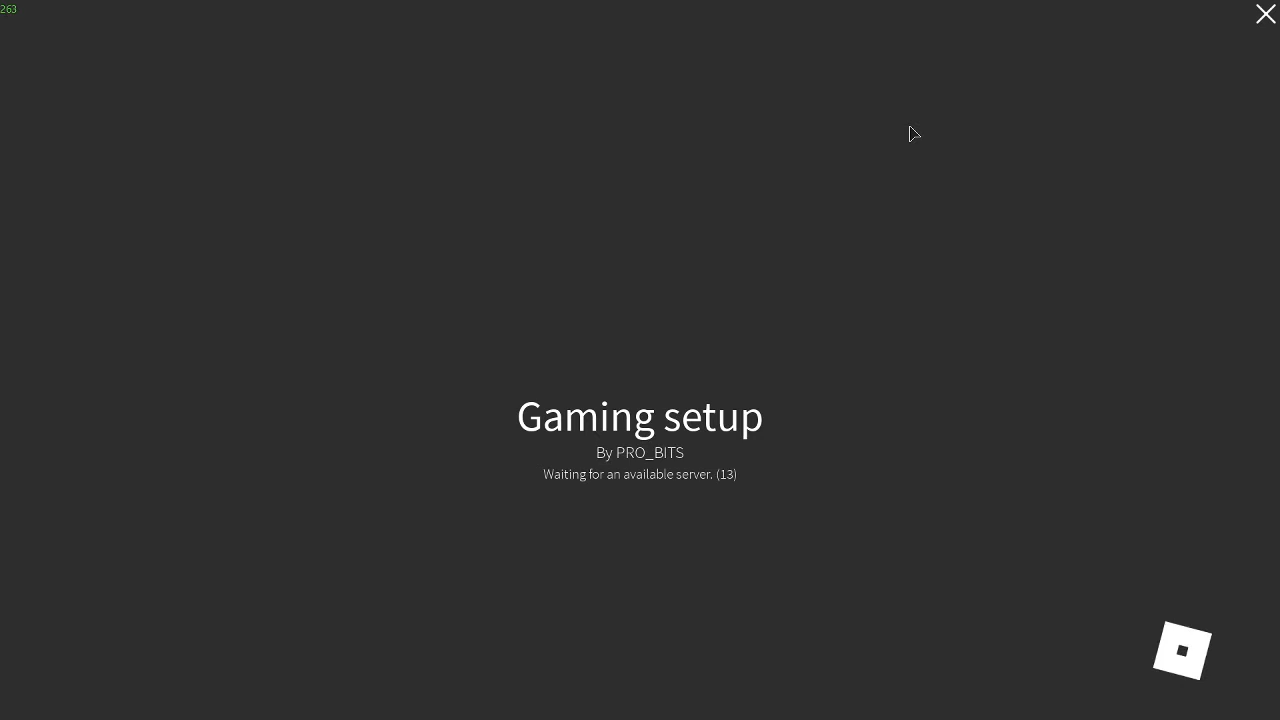 263
Gaming setup
By PRO_BITS
Waiting for an available server. (13)